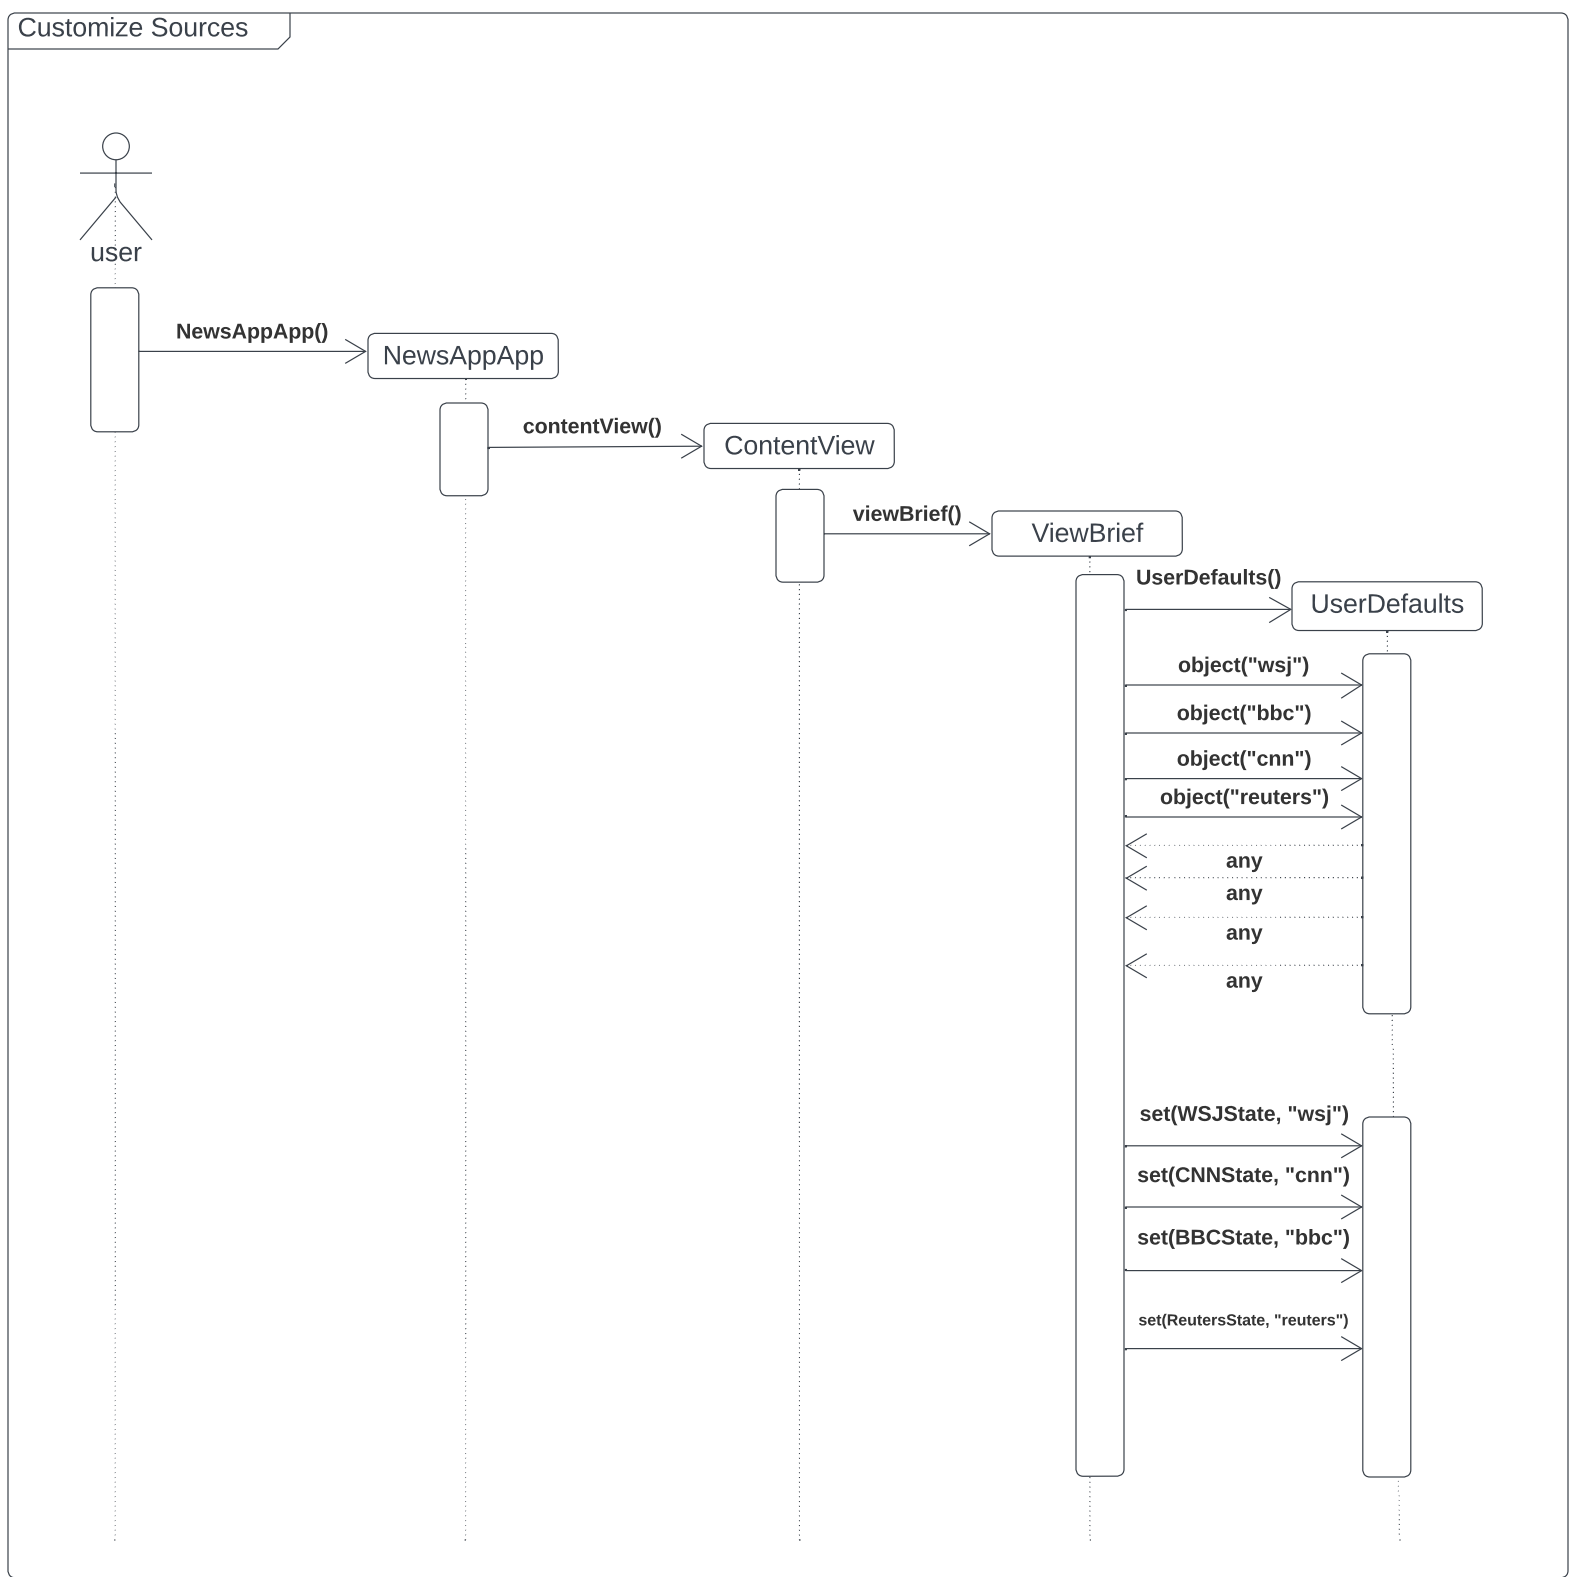 Customize Sources
user
NewsAppApp()
NewsAppApp
contentView()
ContentView
viewBrief()
ViewBrief
UserDefaults()
UserDefaults
object("wsj")
object("bbc")
object("cnn")
object("reuters")
any
any
any
any
set(WSJState, "wsj")
set(CNNState, "cnn")
set(BBCState, "bbc")
set(ReutersState, "reuters")